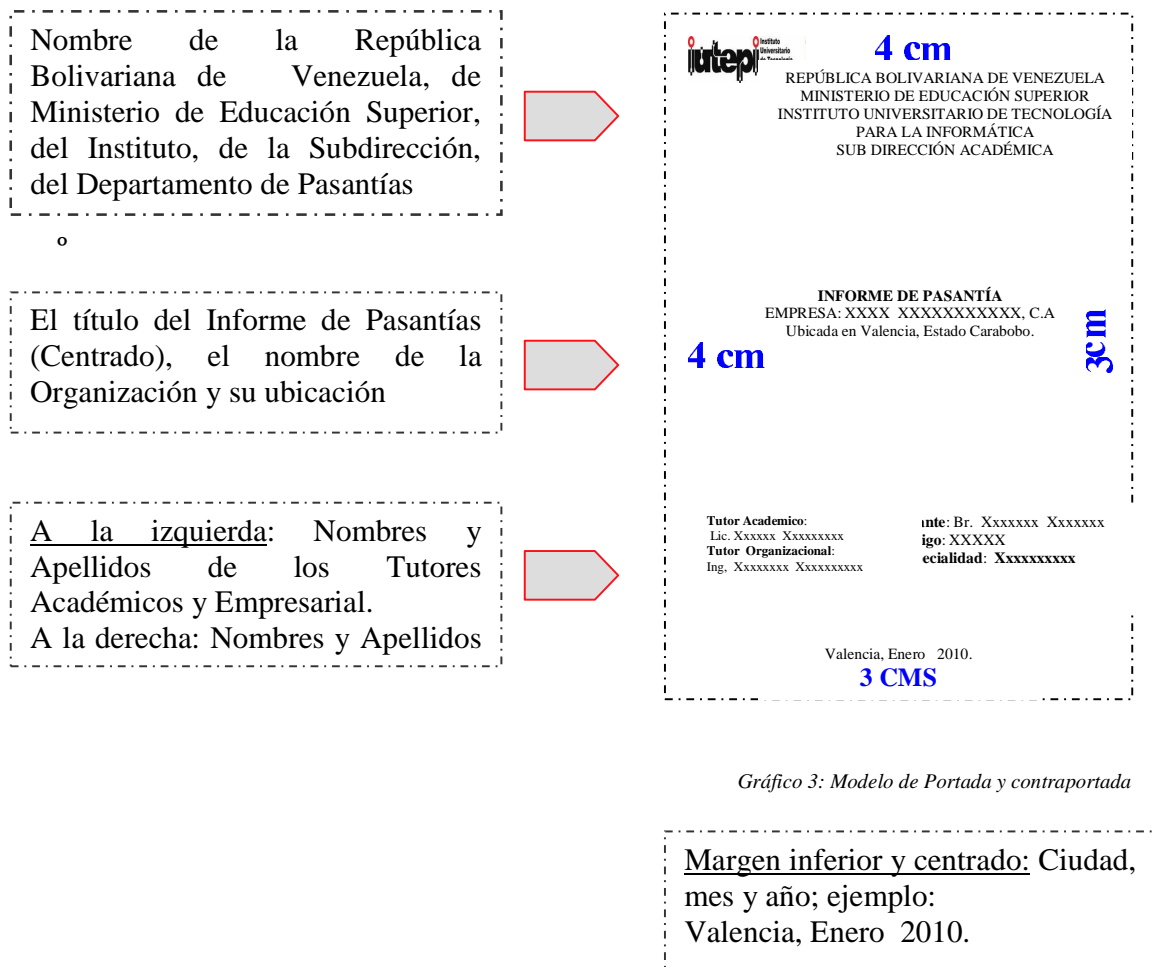 Nombre de la República
Bolivariana de Venezuela, de
Ministerio de Educación Superior,
del Instituto, de la Subdirección,
del Departamento de Pasantías
o
El título del Informe de Pasantías
(Centrado), el nombre de la
Organización y su ubicación
A la izquierda: Nombres y
Apellidos de los Tutores
Académicos y Empresarial.
A la derecha: Nombres y Apellidos
iutepi Instituto
Universitario
de Tecnología
4 cm
REPÚBLICA BOLIVARIANA DE VENEZUELA
MINISTERIO DE EDUCACIÓN SUPERIOR
INSTITUTO UNIVERSITARIO DE TECNOLOGÍA
PARA LA INFORMÁTICA
SUB DIRECCIÓN ACADÉMICA
INFORME DE PASANTÍA
EMPRESA: XXXX XXXXXXXXXXX, C.A
Ubicada en Valencia, Estado Carabobo.
4 cm
3cm
Tutor Academico:
Lic. Xxxxxx Xxxxxxxxx
Tutor Organizacional:
Ing, Xxxxxxxx Xxxxxxxxxx
nte: Br. Xxxxxxx Xxxxxxx
igo: XXXXX
ecialidad: Xxxxxxxxxx
Valencia, Enero 2010.
3 CMS
Gráfico 3: Modelo de Portada y contraportada
Margen inferior y centrado: Ciudad,
mes y año; ejemplo:
Valencia, Enero 2010.